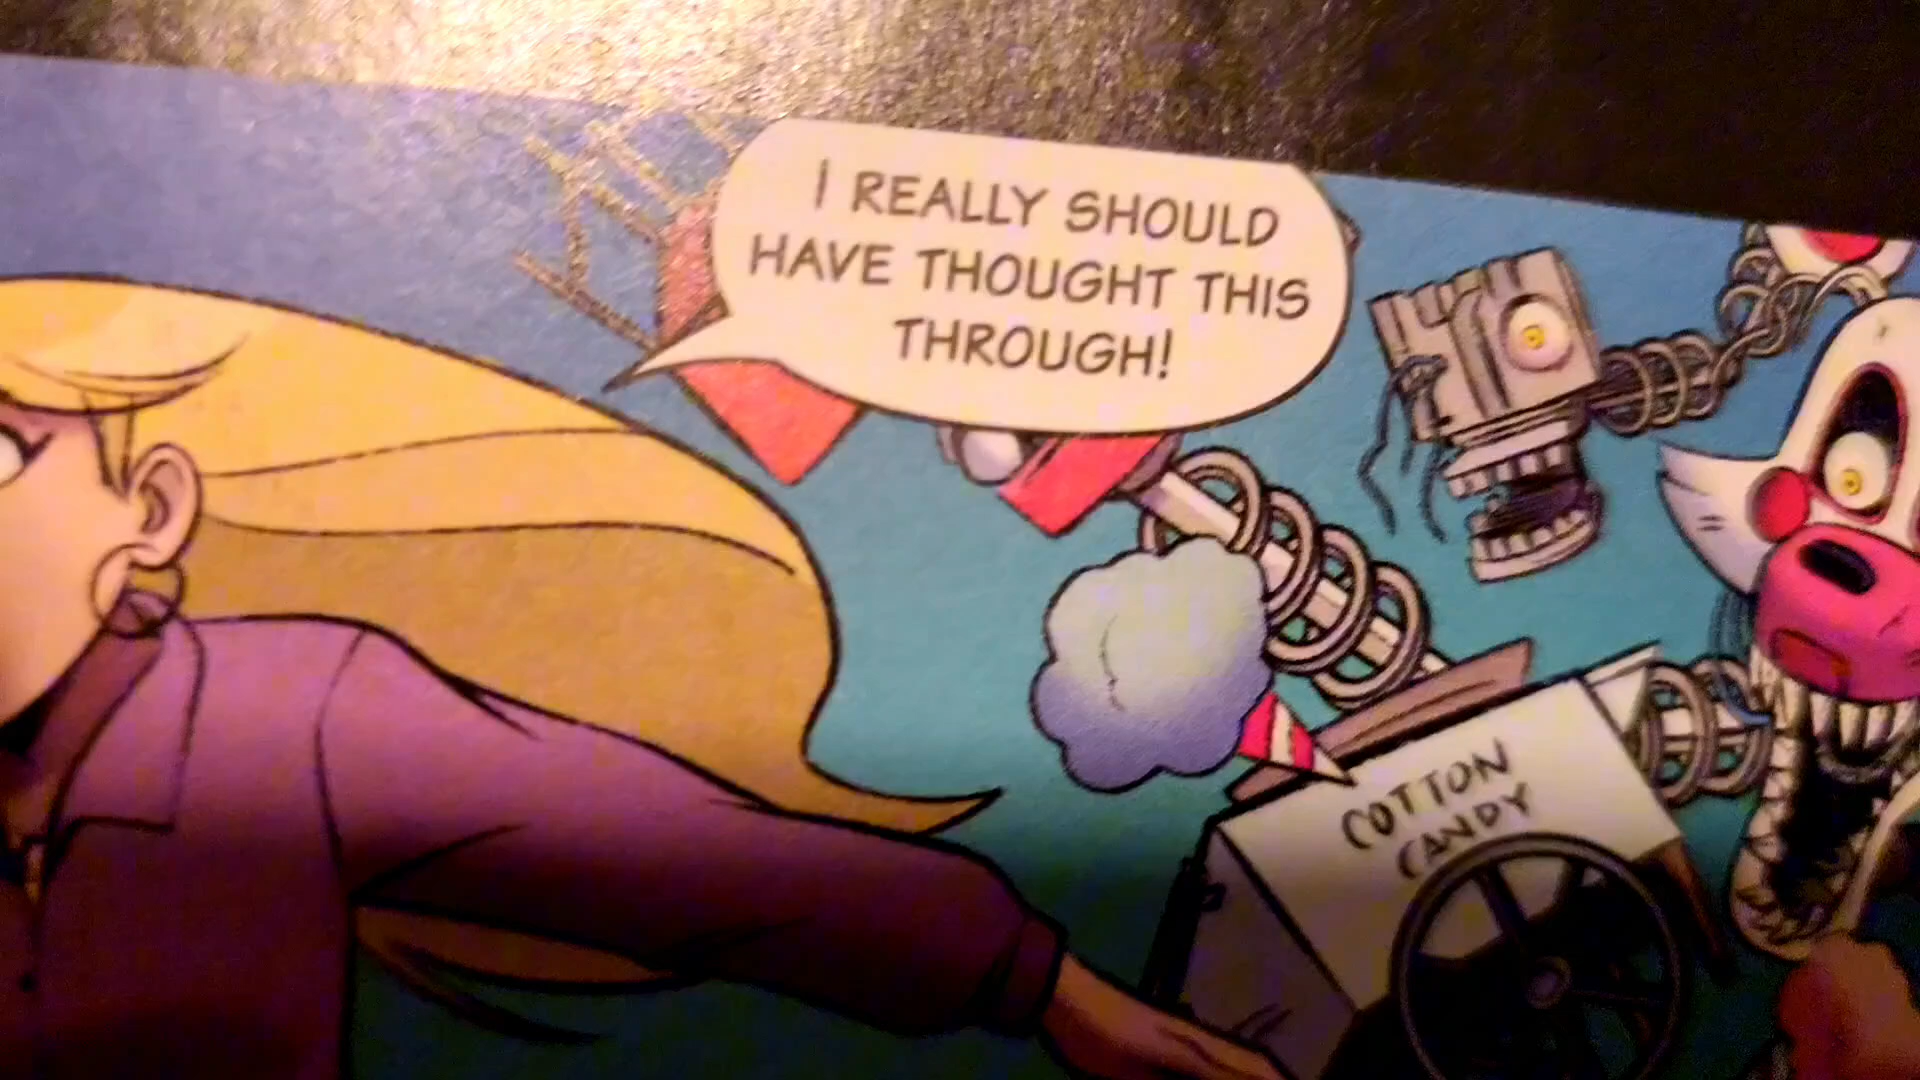 I REALLY SHOULD
HAVE THOUGHT THIS
THROUGH!
COTTON
CANDY